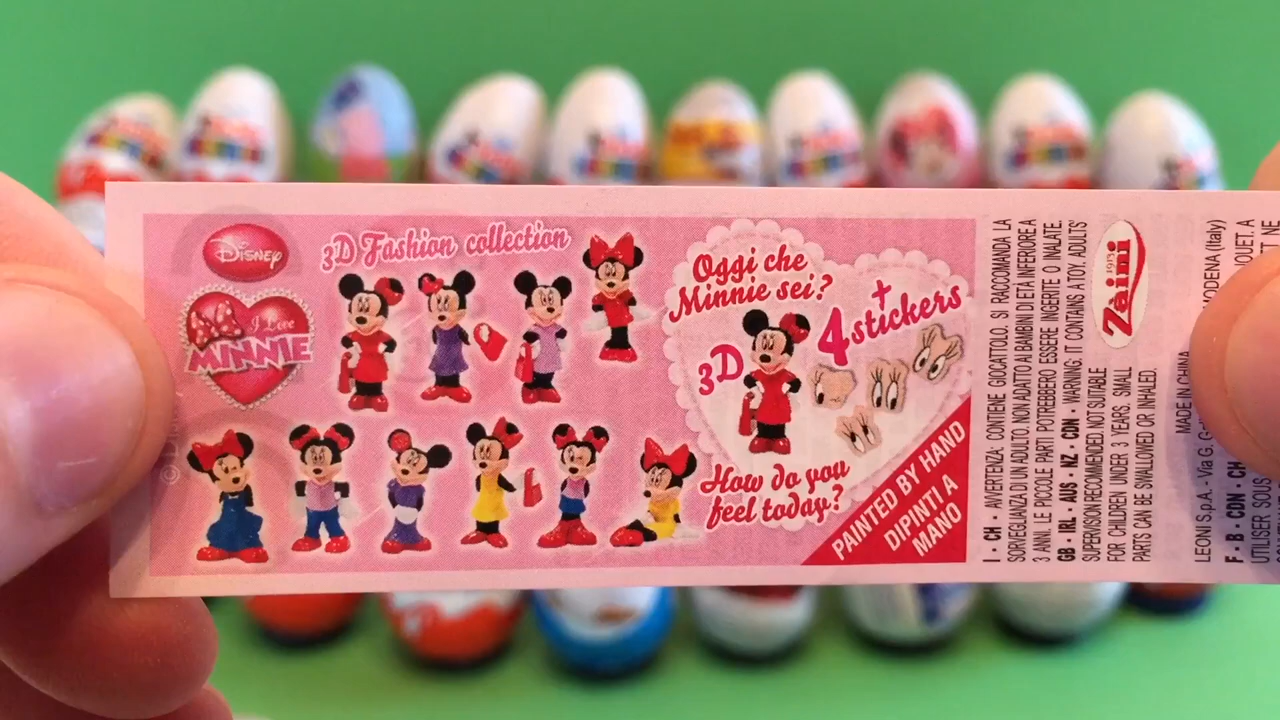 Disney
I Love
MINNIE
3D Fashion collection
Oggi che
Minnie sei?
+
4 stickers
3D
How do you
feel today?
PAINTED BY HAND
DIPINTI A
MANO
I • CH • AVVERTENZA: CONTIENE GIOCATTOLO. SI RACCOMANDA LA
SORVEGLIANZA DI UN ADULTO. NON ADATTO AI BAMBINI DI ETÀ INFERIORE A
3 ANNI. LE PICCOLE PARTI POTREBBERO ESSERE INGERITE O INALATE.
GB • IRL • AUS • NZ • CDN • WARNING: IT CONTAINS A TOY. ADULTS'
SUPERVISION RECOMMENDED. NOT SUITABLE
FOR CHILDREN UNDER 3 YEARS. SMALL
PARTS CAN BE SWALLOWED OR INHALED.
1913
Zàini
MADE IN CHINA
LEONI S.p.A. - Via G.
MODENA (Italy)
F • B • CDN • CH
UTILISER SOUS